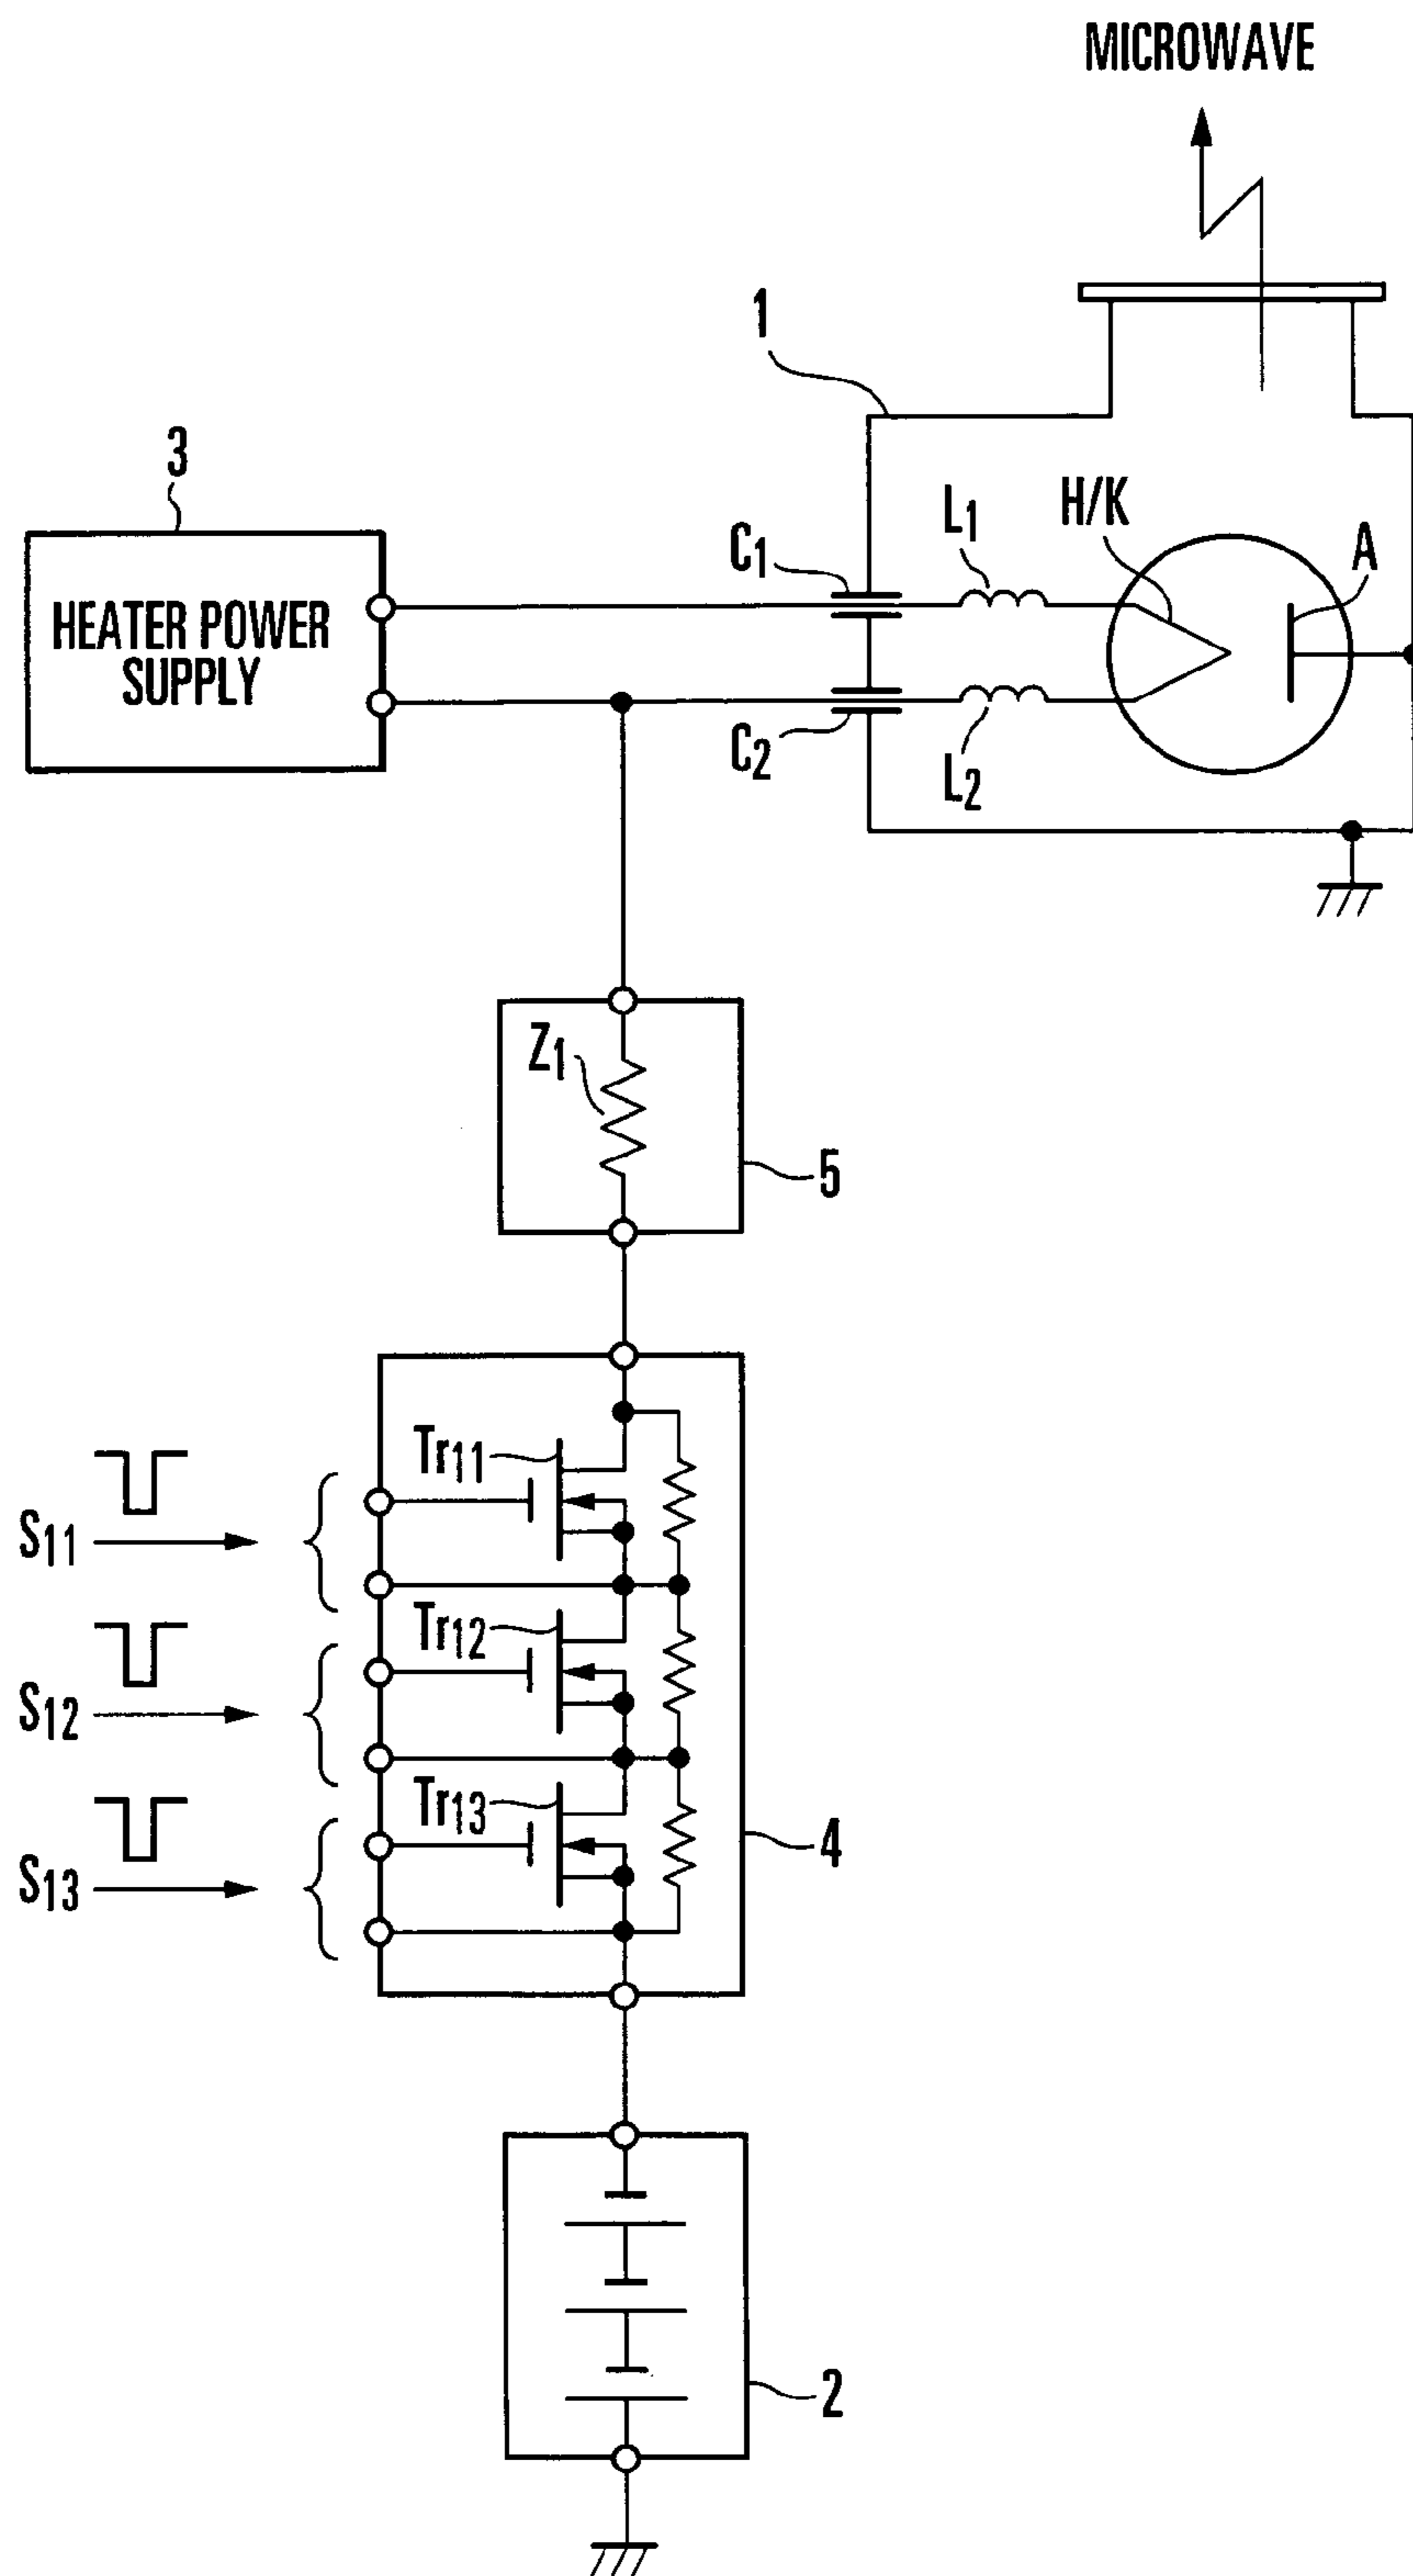 MICROWAVE
1
3
HEATER POWER
SUPPLY
C1
L1
H/K
A
C2
L2
Z1
5
Tr11
S11
Tr12
S12
Tr13
S13
4
2